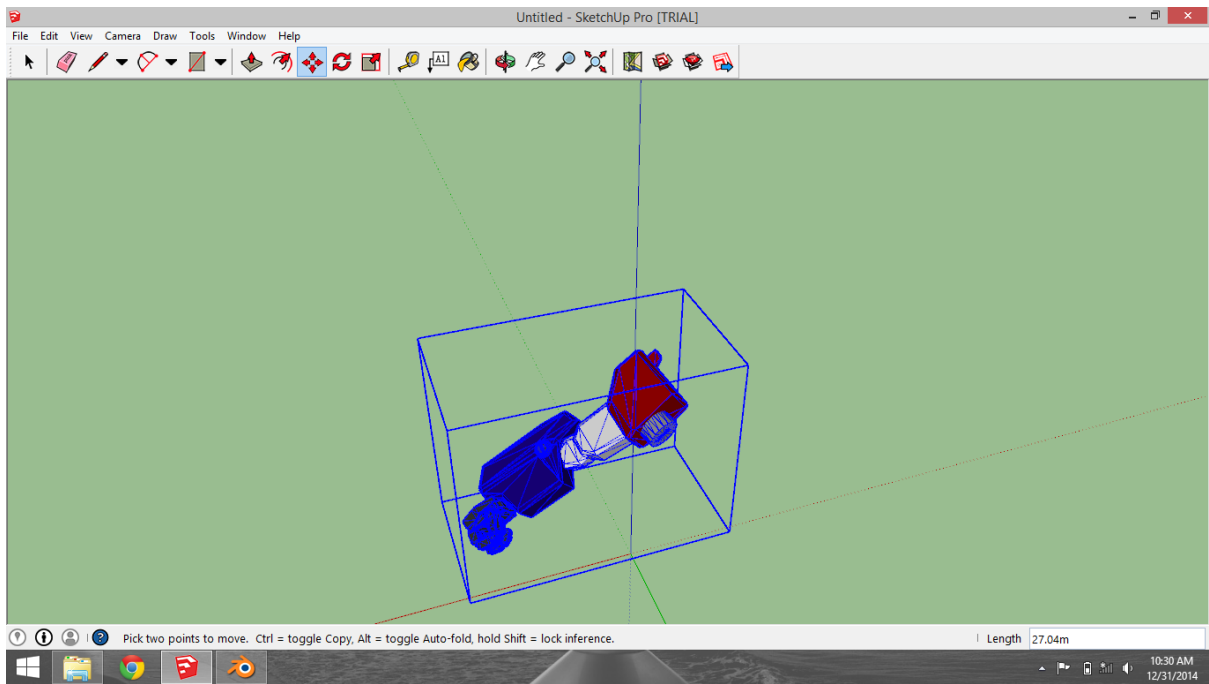 Untitled - SketchUp Pro [TRIAL]
File Edit View Camera Draw Tools Window Help
A1
Pick two points to move. Ctrl = toggle Copy, Alt = toggle Auto-fold, hold Shift = lock inference.
Length 27.04m
10:30 AM
12/31/2014